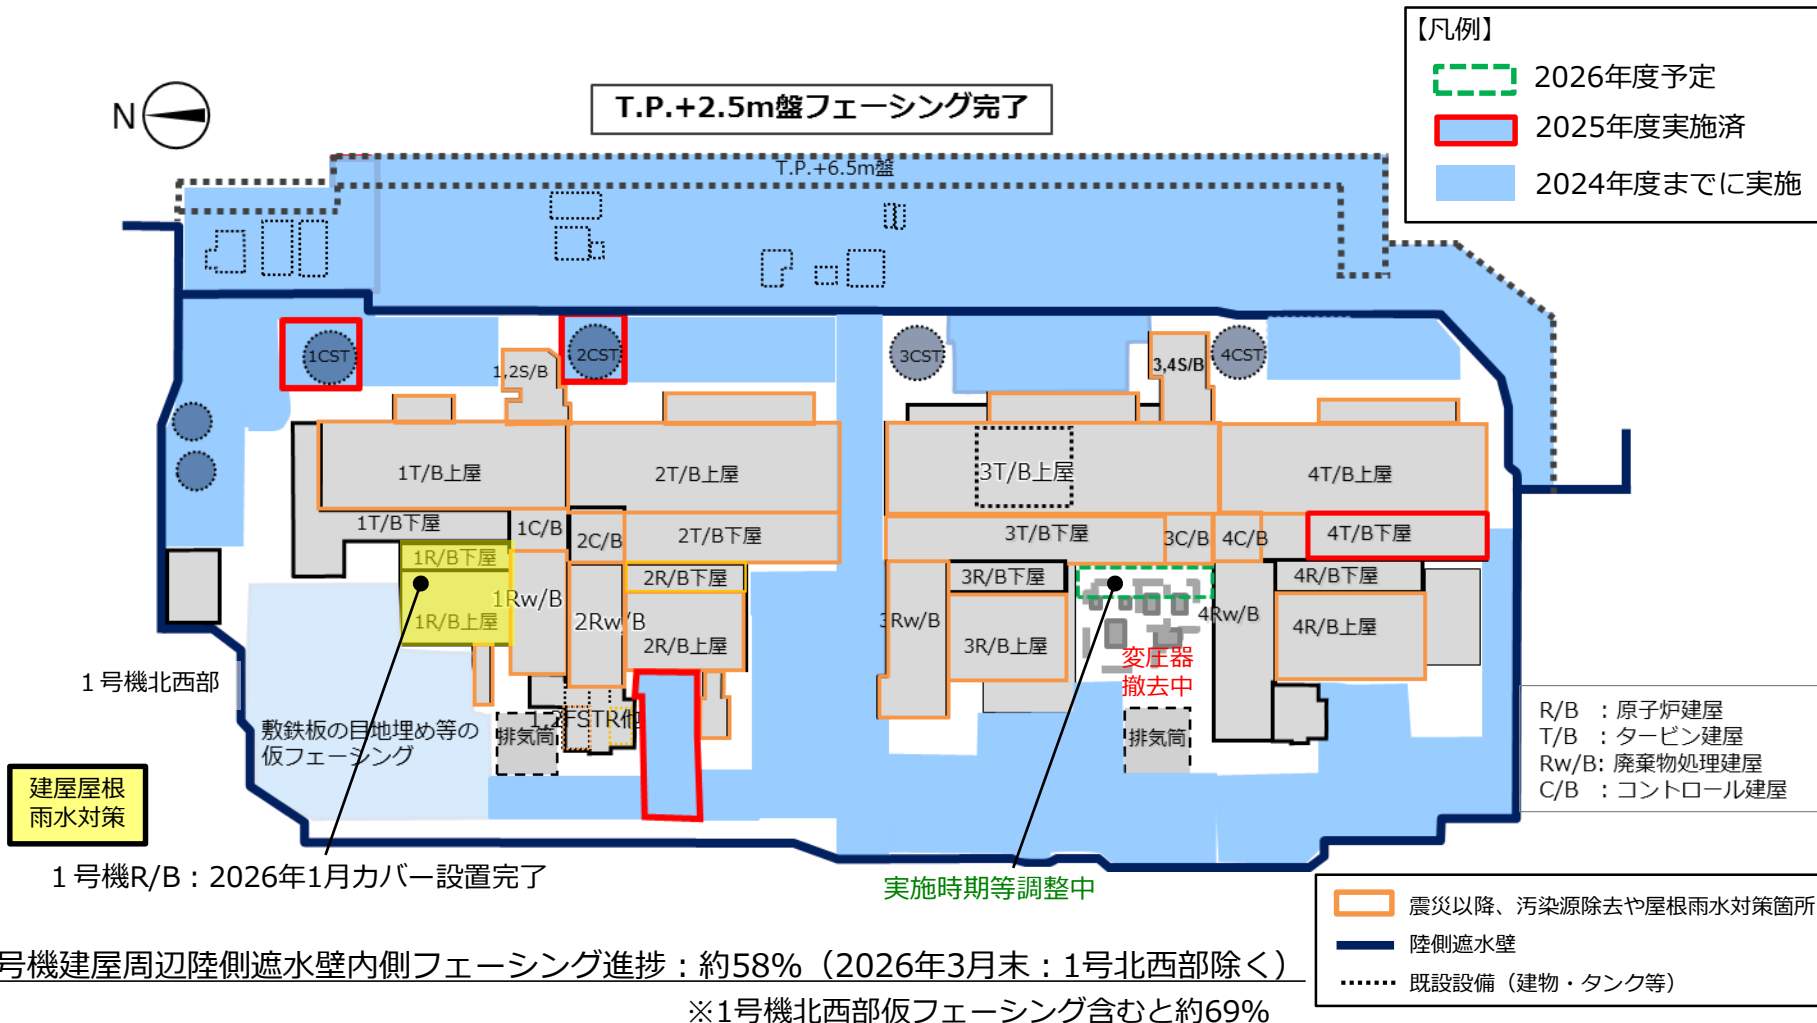 【凡例】
2026年度予定
2025年度実施済
2024年度までに実施
N
T.P.+2.5m盤フェーシング完了
T.P.+6.5m盤
1CST
1,2S/B
2CST
3CST
3,4S/B
4CST
1T/B上屋
2T/B上屋
3T/B上屋
4T/B上屋
1T/B下屋
1C/B
2C/B
2T/B下屋
3T/B下屋
3C/B
4C/B
4T/B下屋
1R/B下屋
2R/B下屋
3R/B下屋
4R/B下屋
1R/B上屋
1Rw/B
2Rw/B
2R/B上屋
3Rw/B
3R/B上屋
4Rw/B
4R/B上屋
変圧器
撤去中
1号機北西部
敷鉄板の目地埋め等の
仮フェーシング
排気筒
1,2FSTR他
排気筒
R/B ：原子炉建屋
T/B ：タービン建屋
Rw/B：廃棄物処理建屋
C/B ：コントロール建屋
建屋屋根
雨水対策
1号機R/B：2026年1月カバー設置完了
実施時期等調整中
震災以降、汚染源除去や屋根雨水対策箇所
陸側遮水壁
既設設備（建物・タンク等）
号機建屋周辺陸側遮水壁内側フェーシング進捗：約58%（2026年3月末：1号北西部除く）
※1号機北西部仮フェーシング含むと約69%